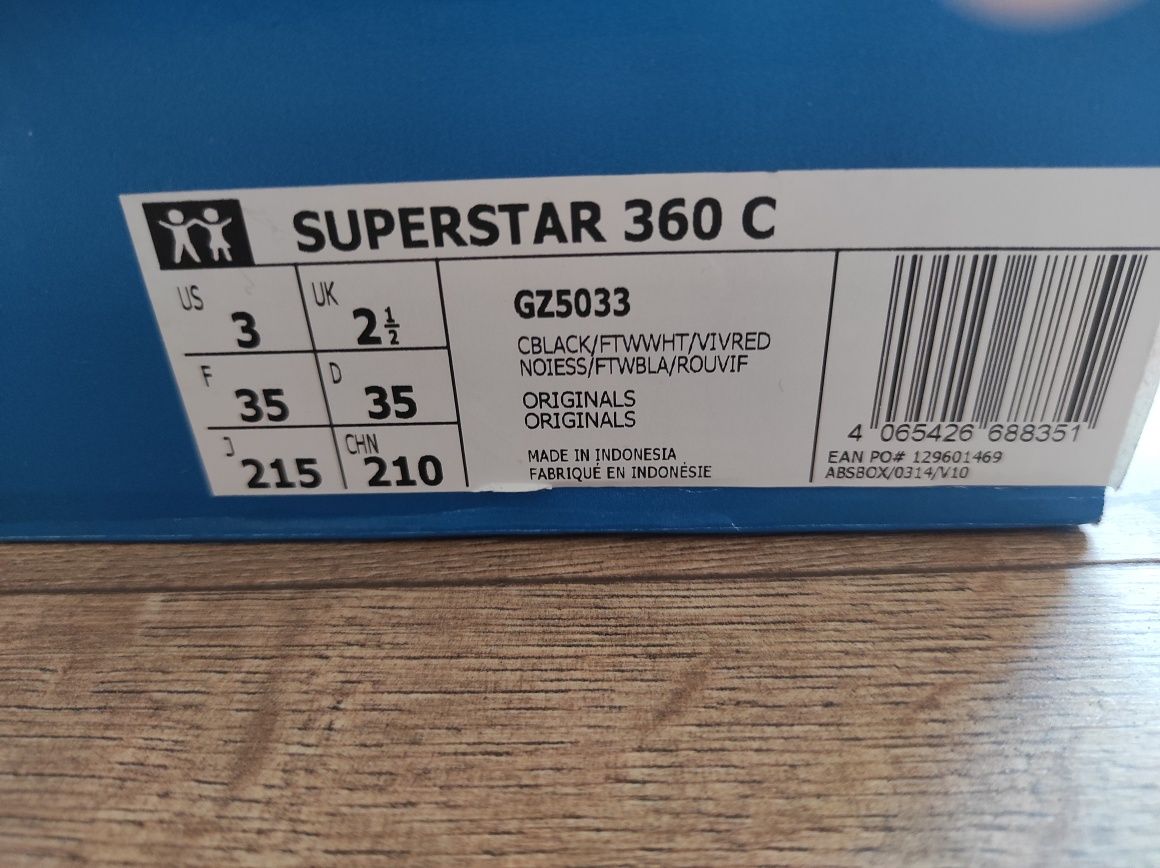 SUPERSTAR 360 C
US 3 UK 2½
F 35 D 35
J 215 CHN 210
GZ5033
CBLACK/FTWWHT/VIVRED
NOIESS/FTWBLA/ROUVIF
ORIGINALS
ORIGINALS
MADE IN INDONESIA
FABRIQUÉ EN INDONÉSIE
4 065426 688351
EAN PO# 129601469
ABSBOX/0314/V10